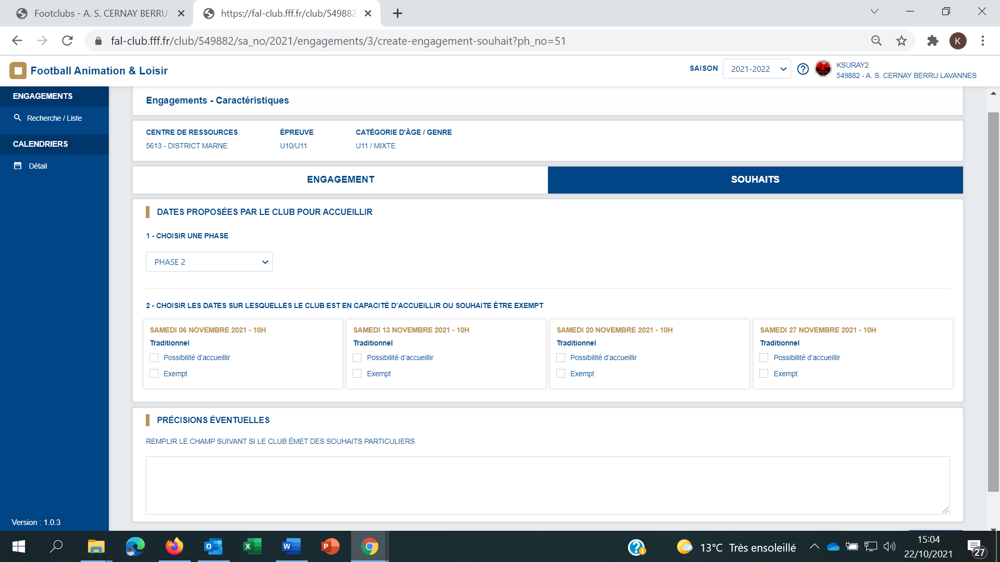 Footclubs - A. S. CERNAY BERRU
https://fal-club.fff.fr/club/549882
fal-club.fff.fr/club/549882/sa_no/2021/engagements/3/create-engagement-souhait?ph_no=51
K
Football Animation & Loisir
SAISON
2021-2022
KSURAY2
549882 - A. S. CERNAY BERRU LAVANNES
ENGAGEMENTS
Recherche / Liste
CALENDRIERS
Détail
Engagements - Caractéristiques
CENTRE DE RESSOURCES
ÉPREUVE
CATÉGORIE D'ÂGE / GENRE
5613 - DISTRICT MARNE
U10/U11
U11 / MIXTE
ENGAGEMENT
SOUHAITS
DATES PROPOSÉES PAR LE CLUB POUR ACCUEILLIR
1 - CHOISIR UNE PHASE
PHASE 2
2 - CHOISIR LES DATES SUR LESQUELLES LE CLUB EST EN CAPACITÉ D'ACCUEILLIR OU SOUHAITE ÊTRE EXEMPT
SAMEDI 06 NOVEMBRE 2021 - 10H
Traditionnel
Possibilité d'accueillir
Exempt
SAMEDI 13 NOVEMBRE 2021 - 10H
Traditionnel
Possibilité d'accueillir
Exempt
SAMEDI 20 NOVEMBRE 2021 - 10H
Traditionnel
Possibilité d'accueillir
Exempt
SAMEDI 27 NOVEMBRE 2021 - 10H
Traditionnel
Possibilité d'accueillir
Exempt
PRÉCISIONS ÉVENTUELLES
REMPLIR LE CHAMP SUIVANT SI LE CLUB ÉMET DES SOUHAITS PARTICULIERS
Version : 1.0.3
13°C Très ensoleillé
15:04
22/10/2021
27